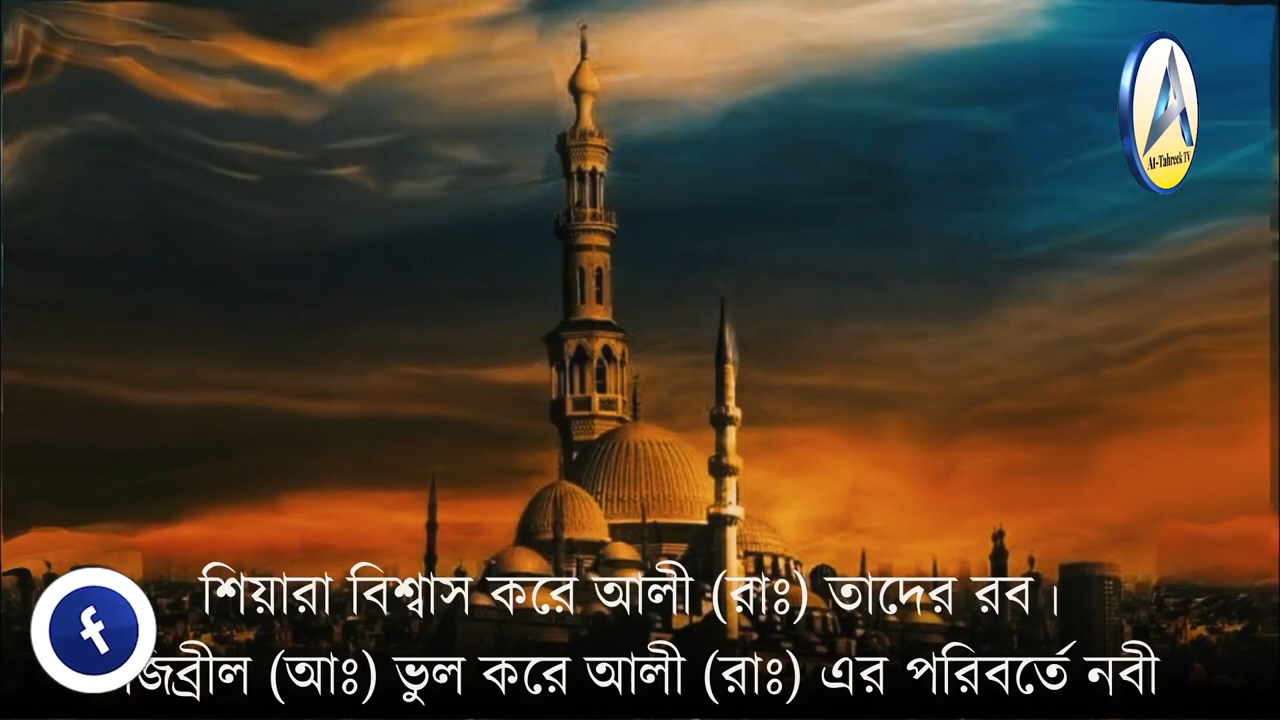 At-Tahreek TV
শিয়ারা বিশ্বাস করে আলী (রাঃ) তাদের রব।
জিব্রীল (আঃ) ভুল করে আলী (রাঃ) এর পরিবর্তে নবী